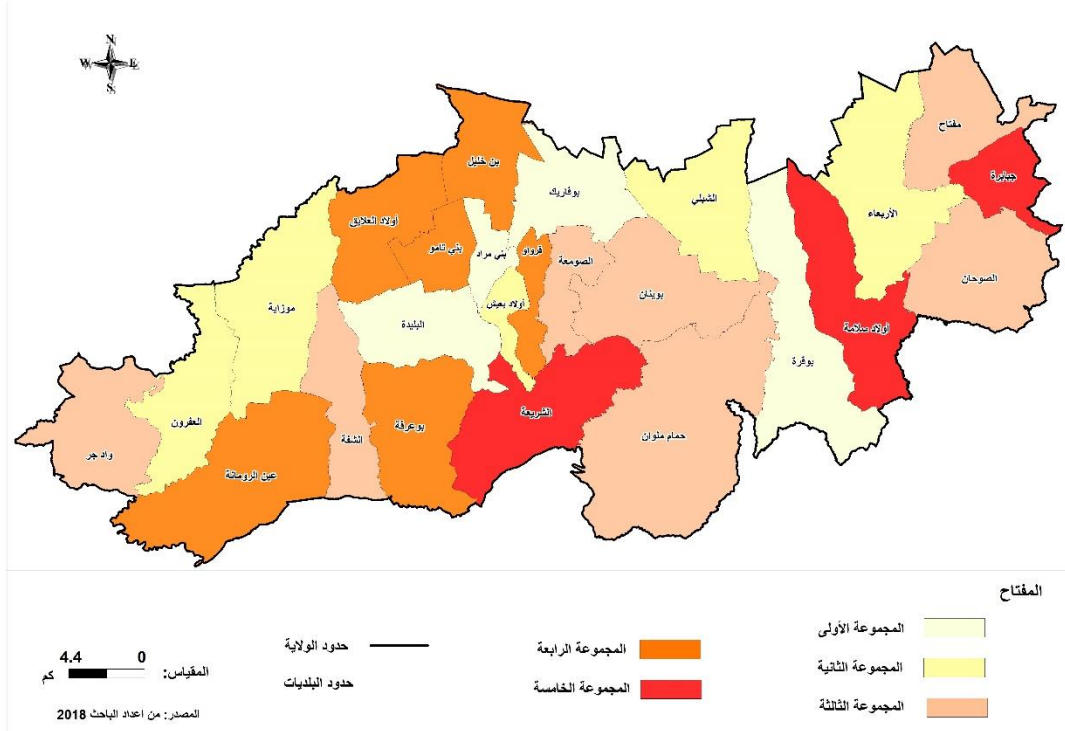 N
W E
S
مفتاح
جبابرة
الأربعاء
الصوحان
بن خليل
بوفاريك
الشبلي
أولاد العلايق
بني تامو
بني مراد
قرواو
الصومعة
بوينان
أولاد يعيش
موزاية
البليدة
أولاد سلامة
بوقرة
العفرون
الشريعة
بوعرفة
الشفة
حمام ملوان
واد جر
عين الرومانة
المفتاح
المجموعة الأولى
المجموعة الثانية
المجموعة الثالثة
المجموعة الرابعة
المجموعة الخامسة
حدود الولاية
حدود البلديات
المقياس: 0 4.4 كم
المصدر: من اعداد الباحث 2018